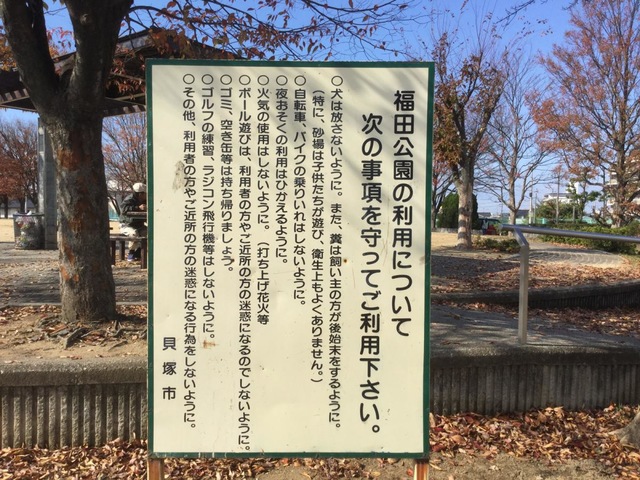 福田公園の利用について
次の事項を守ってご利用下さい。
○犬は放さないように。また、糞は飼い主の方が後始末をするように。
(特に、砂場は子供たちが遊び、衛生上もよくありません。)
○自転車、バイクの乗りいれはしないように。
○夜おそくの利用はひかえるように。
○火気の使用はしないように。(打ち上げ花火等
○ボール遊びは、利用者の方やご近所の方の迷惑になるのでしないように。
○ゴミ、空き缶等は持ち帰りましょう。
○ゴルフの練習、ラジコン飛行機等はしないように。
○その他、利用者の方やご近所の方の迷惑になる行為をしないように。
貝塚市